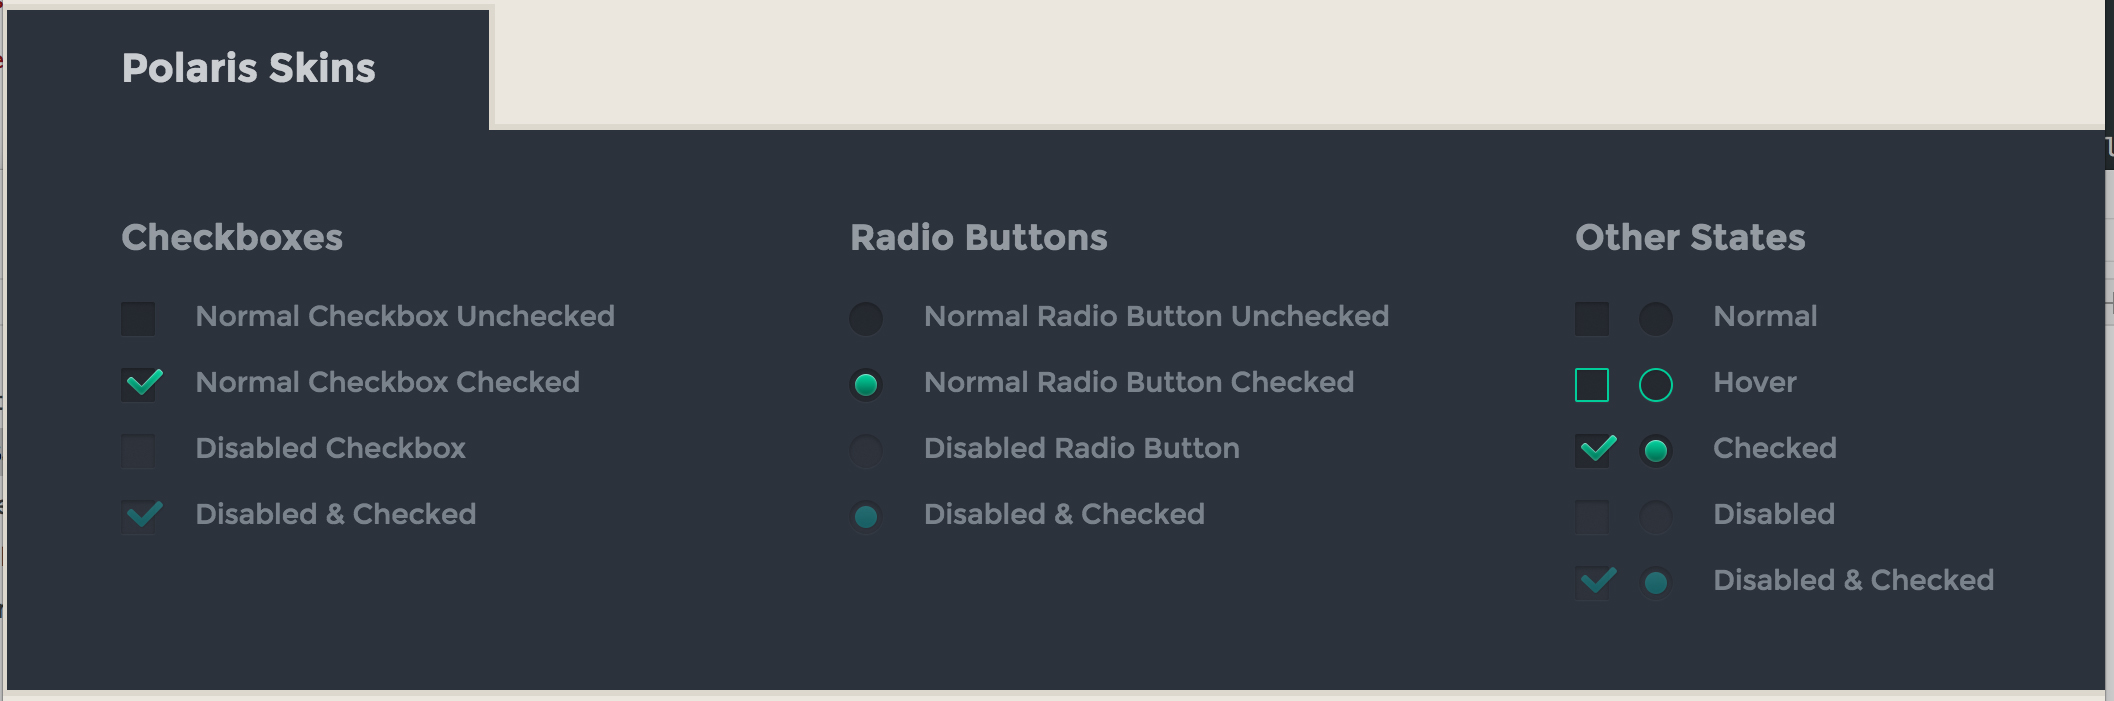 Polaris Skins
Checkboxes
Normal Checkbox Unchecked
Normal Checkbox Checked
Disabled Checkbox
Disabled & Checked
Radio Buttons
Normal Radio Button Unchecked
Normal Radio Button Checked
Disabled Radio Button
Disabled & Checked
Other States
Normal
Hover
Checked
Disabled
Disabled & Checked